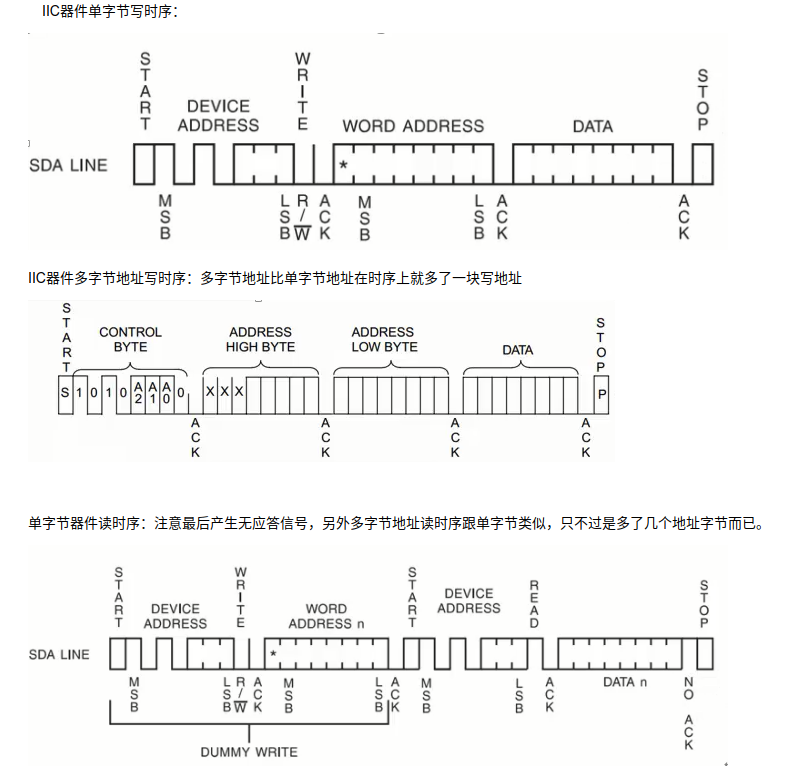 IIC器件单字节写时序：
START
DEVICE ADDRESS
WRITE
WORD ADDRESS
DATA
STOP
SDA LINE
*
MSB
LSB
R/W
ACK
MSB
LSB
ACK
ACK
IIC器件多字节地址写时序：多字节地址比单字节地址在时序上就多了一块写地址
START
CONTROL BYTE
ADDRESS HIGH BYTE
ADDRESS LOW BYTE
DATA
STOP
S 1 0 1 0 A2 A1 A0 0 X X X P
ACK
ACK
ACK
ACK
单字节器件读时序：注意最后产生无应答信号，另外多字节地址读时序跟单字节类似，只不过是多了几个地址字节而已。
START
DEVICE ADDRESS
WRITE
WORD ADDRESS n
START
DEVICE ADDRESS
READ
STOP
SDA LINE
*
MSB
LSB
R/W
ACK
MSB
LSB
ACK
MSB
LSB
ACK
DATA n
NO ACK
DUMMY WRITE